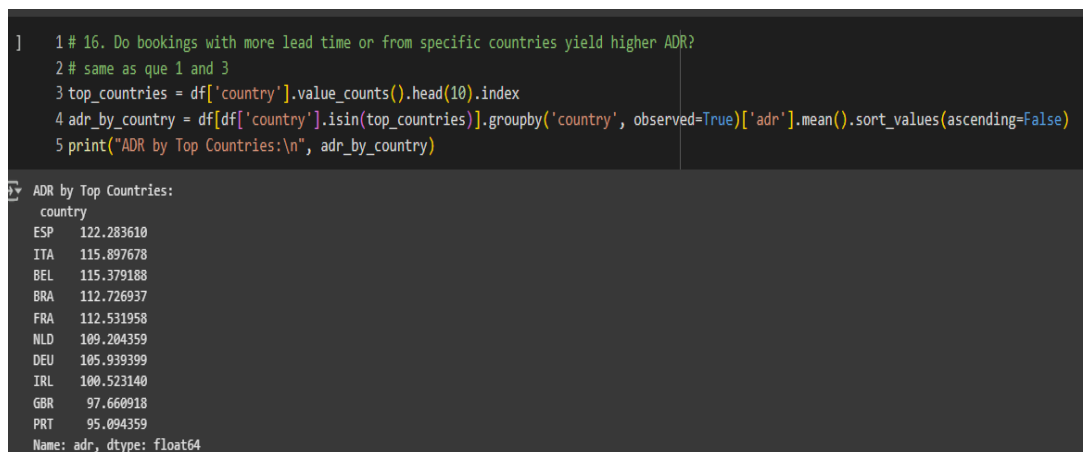 ]
1 # 16. Do bookings with more lead time or from specific countries yield higher ADR?
2 # same as que 1 and 3
3 top_countries = df['country'].value_counts().head(10).index
4 adr_by_country = df[df['country'].isin(top_countries)].groupby('country', observed=True)['adr'].mean().sort_values(ascending=False)
5 print("ADR by Top Countries:\n", adr_by_country)
ADR by Top Countries:
country
ESP 122.283610
ITA 115.897678
BEL 115.379188
BRA 112.726937
FRA 112.531958
NLD 109.204359
DEU 105.939399
IRL 100.523140
GBR 97.660918
PRT 95.094359
Name: adr, dtype: float64